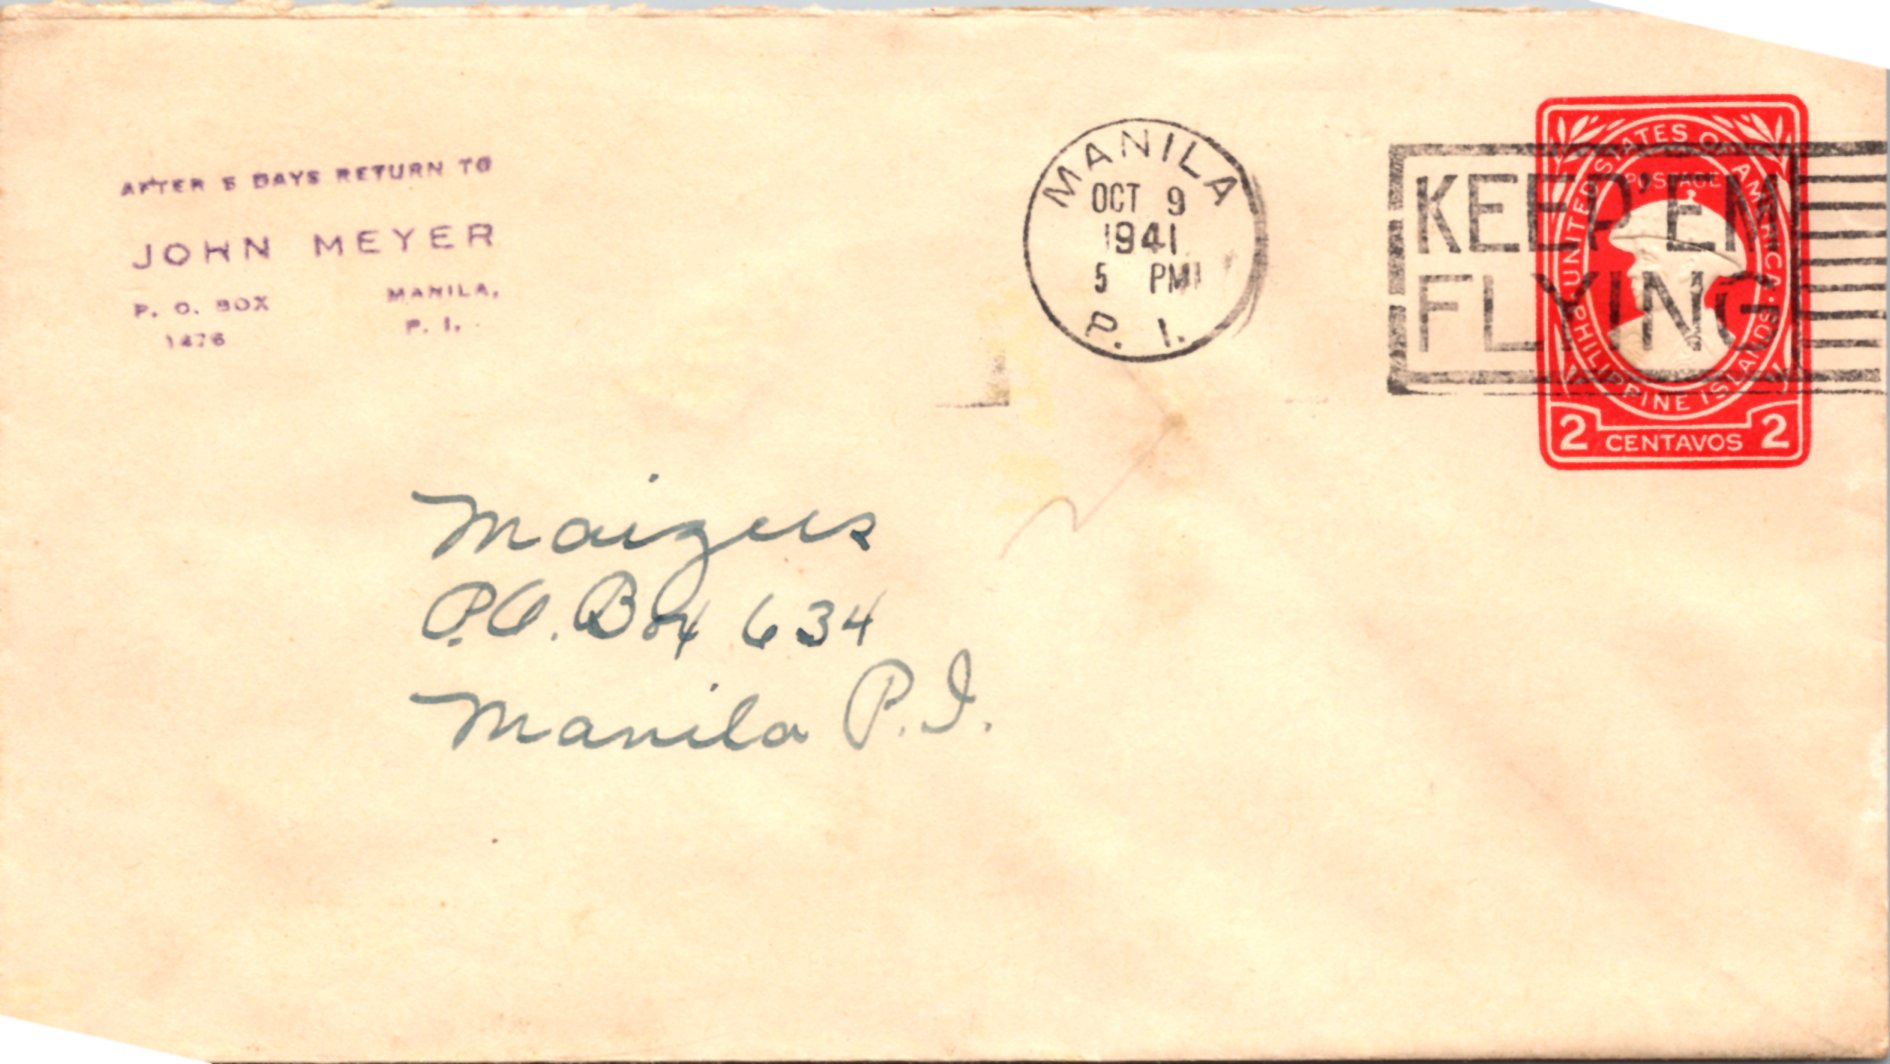 AFTER 5 DAYS RETURN TO
JOHN MEYER
P. O. BOX MANILA,
1476 P. I.
MANILA
OCT 9
1941
5 PM
P. I.
KEEP 'EM
FLYING
UNITED STATES OF AMERICA
POSTAGE
PHILIPPINE ISLANDS
2 CENTAVOS 2
Maizers
P.O. Box 634
Manila P.I.